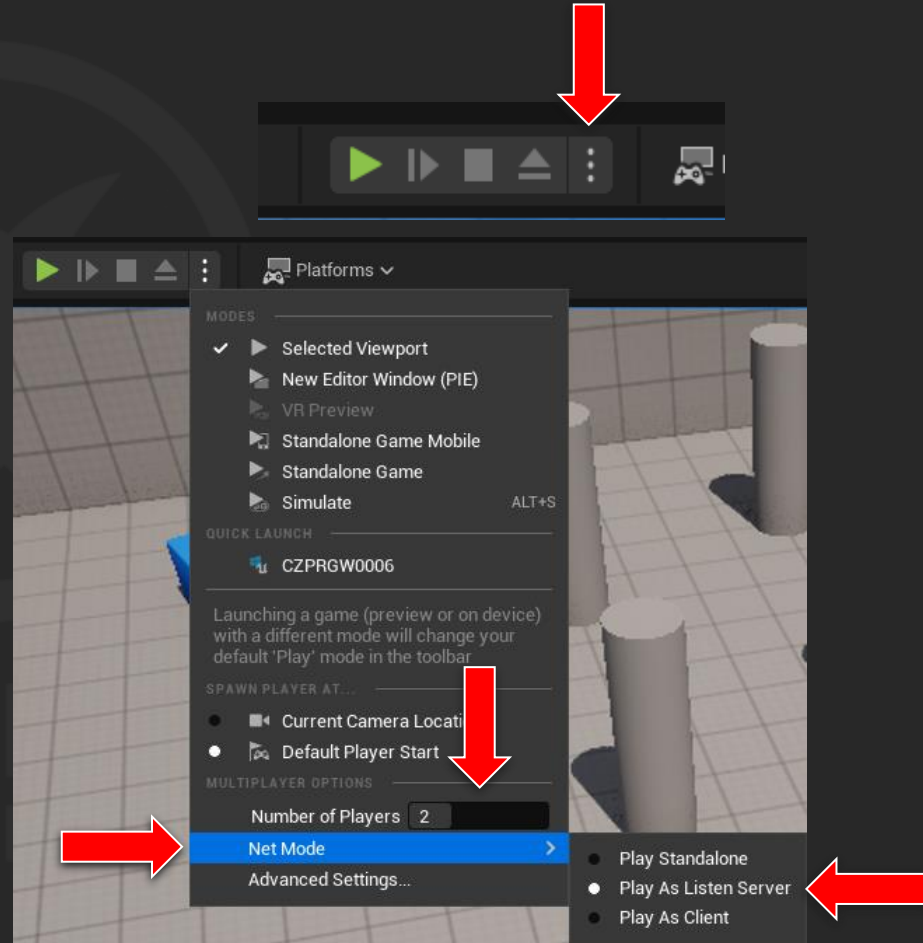 Platforms
MODES
Selected Viewport
New Editor Window (PIE)
VR Preview
Standalone Game Mobile
Standalone Game
Simulate ALT+S
QUICK LAUNCH
CZPRGW0006
Launching a game (preview or on device)
with a different mode will change your
default 'Play' mode in the toolbar
SPAWN PLAYER AT...
Current Camera
Default Player Start
MULTIPLAYER OPTIONS
Number of Players 2
Net Mode
Advanced Settings...
Play Standalone
Play As Listen Server
Play As Client